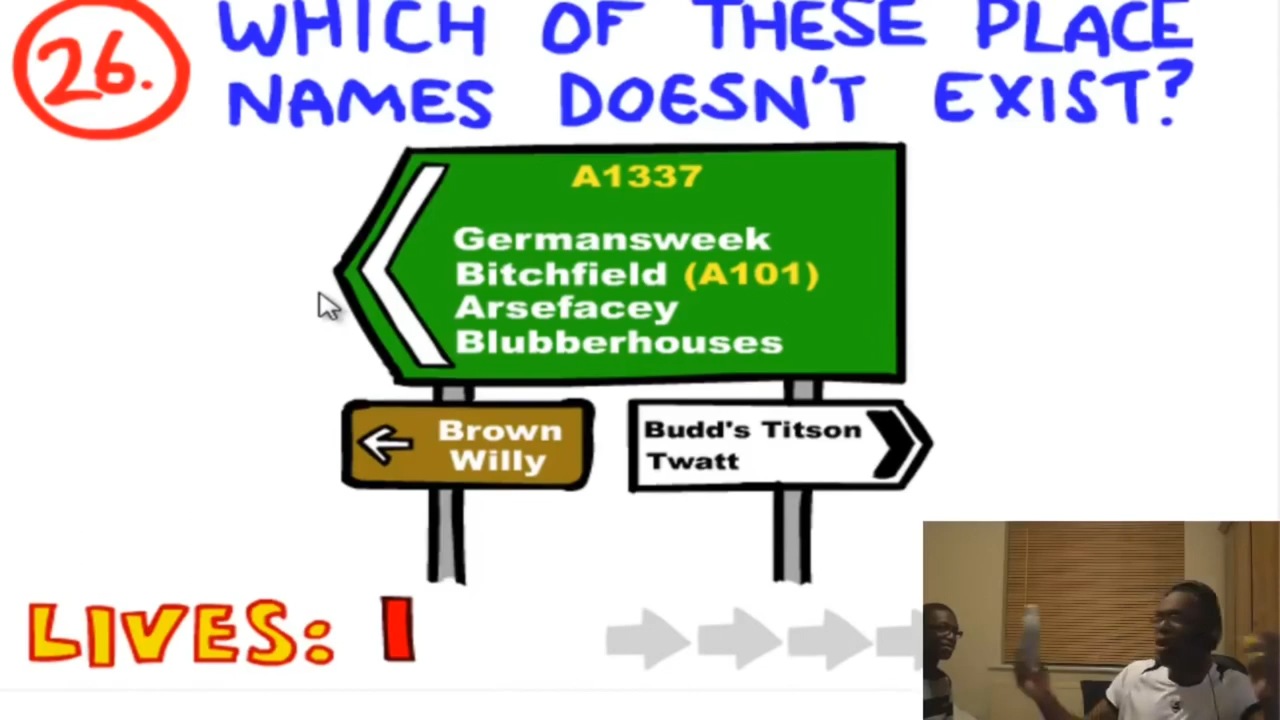 26.
WHICH OF THESE PLACE
NAMES DOESN'T EXIST?
A1337
Germansweek
Bitchfield (A101)
Arsefacey
Blubberhouses
Brown
Willy
Budd's Titson
Twatt
LIVES: 1